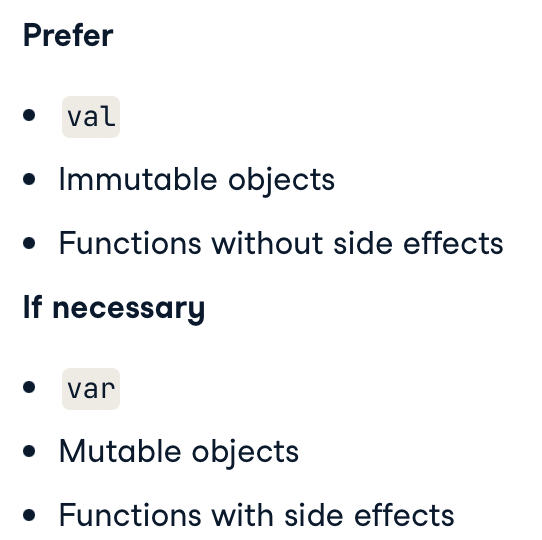 Prefer
val
Immutable objects
Functions without side effects
If necessary
var
Mutable objects
Functions with side effects